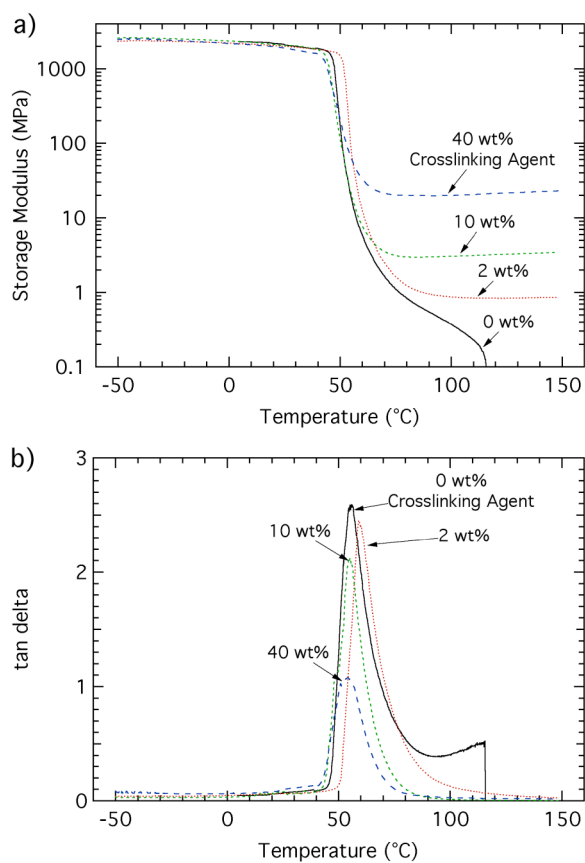 a)
1000
100
10
1
0.1
Storage Modulus (MPa)
40 wt%
Crosslinking Agent
10 wt%
2 wt%
0 wt%
-50 0 50 100 150
Temperature (°C)
b)
3
2
1
0
tan delta
0 wt%
Crosslinking Agent
10 wt%
2 wt%
40 wt%
-50 0 50 100 150
Temperature (°C)